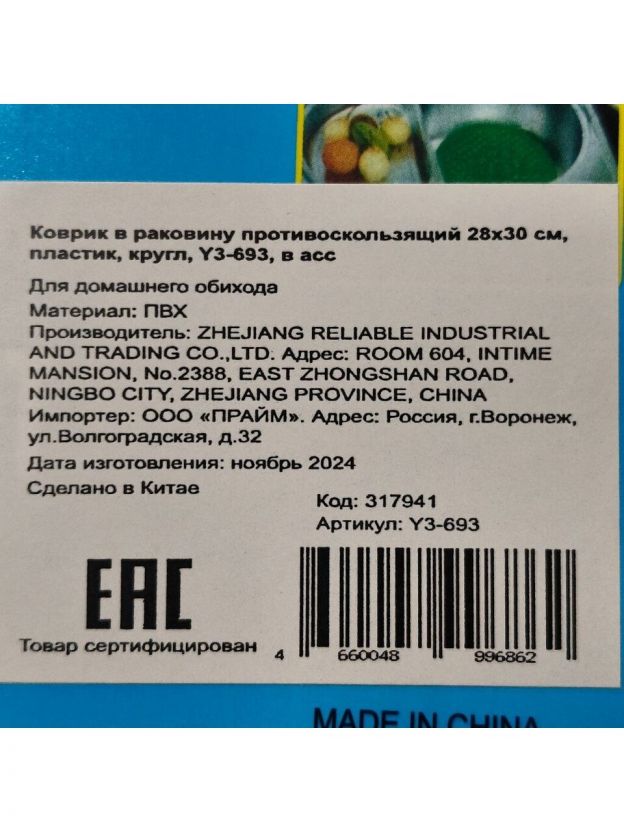 Коврик в раковину противоскользящий 28х30 см,
пластик, кругл, Y3-693, в асс
Для домашнего обихода
Материал: ПВХ
Производитель: ZHEJIANG RELIABLE INDUSTRIAL
AND TRADING CO.,LTD. Адрес: ROOM 604, INTIME
MANSION, No.2388, EAST ZHONGSHAN ROAD,
NINGBO CITY, ZHEJIANG PROVINCE, CHINA
Импортер: ООО «ПРАЙМ». Адрес: Россия, г.Воронеж,
ул.Волгоградская, д.32
Дата изготовления: ноябрь 2024
Сделано в Китае
Код: 317941
Артикул: Y3-693
EAC
Товар сертифицирован
4 660048 996862
MADE IN CHINA